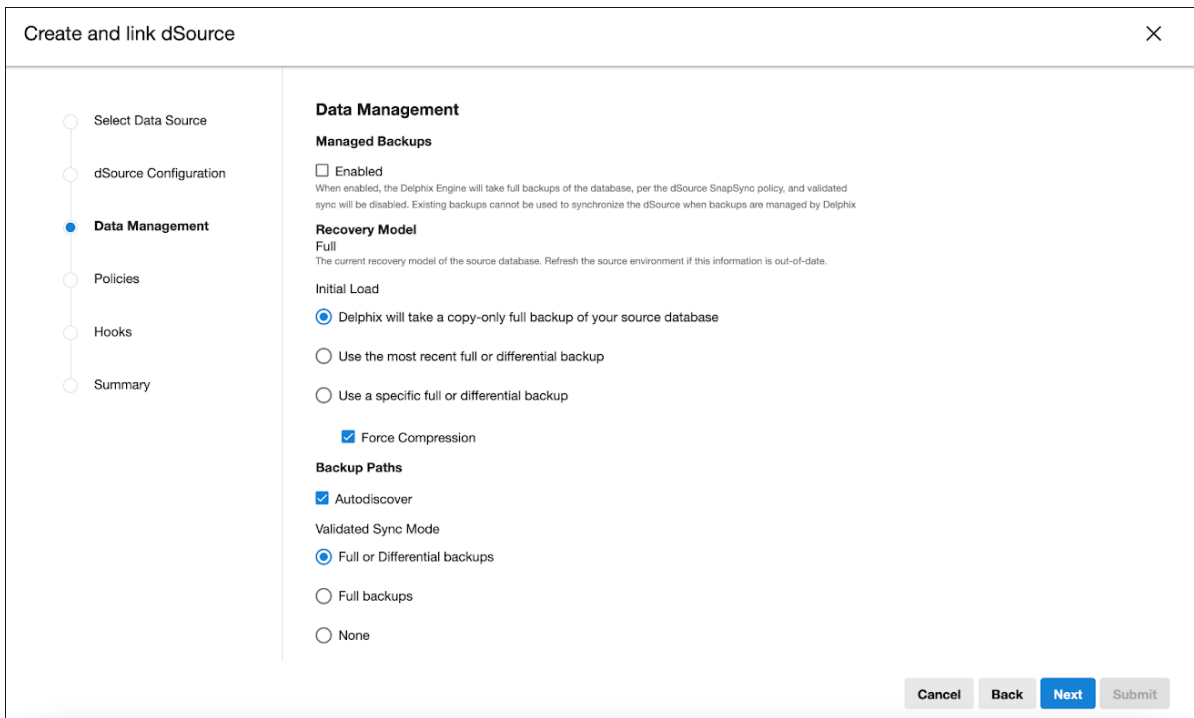 Create and link dSource
Select Data Source
dSource Configuration
Data Management
Policies
Hooks
Summary
Data Management
Managed Backups
Enabled
When enabled, the Delphix Engine will take full backups of the database, per the dSource SnapSync policy, and validated
sync will be disabled. Existing backups cannot be used to synchronize the dSource when backups are managed by Delphix
Recovery Model
Full
The current recovery model of the source database. Refresh the source environment if this information is out-of-date.
Initial Load
Delphix will take a copy-only full backup of your source database
Use the most recent full or differential backup
Use a specific full or differential backup
Force Compression
Backup Paths
Autodiscover
Validated Sync Mode
Full or Differential backups
Full backups
None
Cancel Back Next Submit